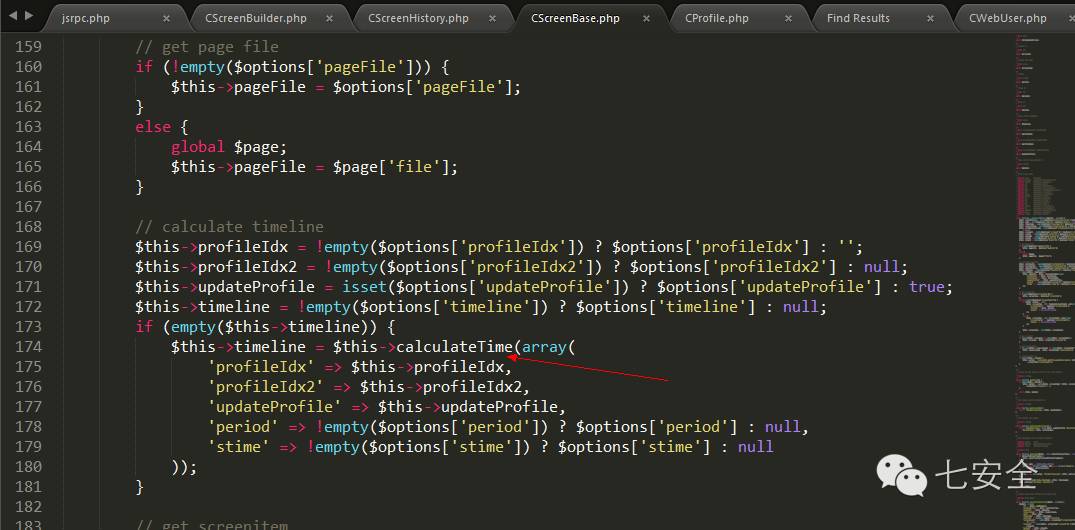 jsrpc.php × CScreenBuilder.php × CScreenHistory.php × CScreenBase.php × CProfile.php × Find Results × CWebUser.php ×
159 // get page file
160 if (!empty($options['pageFile'])) {
161 $this->pageFile = $options['pageFile'];
162 }
163 else {
164 global $page;
165 $this->pageFile = $page['file'];
166 }
167
168 // calculate timeline
169 $this->profileIdx = !empty($options['profileIdx']) ? $options['profileIdx'] : '';
170 $this->profileIdx2 = !empty($options['profileIdx2']) ? $options['profileIdx2'] : null;
171 $this->updateProfile = isset($options['updateProfile']) ? $options['updateProfile'] : true;
172 $this->timeline = !empty($options['timeline']) ? $options['timeline'] : null;
173 if (empty($this->timeline)) {
174 $this->timeline = $this->calculateTime(array(
175 'profileIdx' => $this->profileIdx,
176 'profileIdx2' => $this->profileIdx2,
177 'updateProfile' => $this->updateProfile,
178 'period' => !empty($options['period']) ? $options['period'] : null,
179 'stime' => !empty($options['stime']) ? $options['stime'] : null
180 ));
181 }
182
183 // get screenitem
七安全